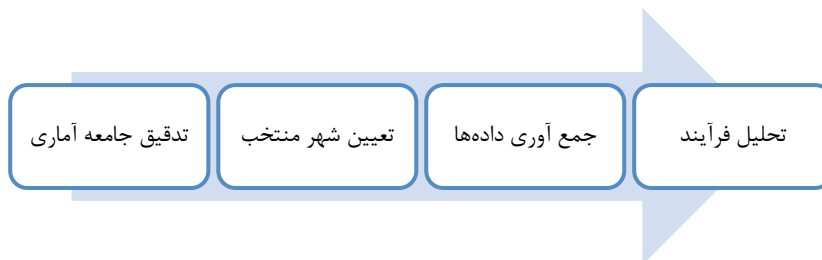 تدقیق جامعه آماری
تعیین شهر منتخب
جمع آوری داده‌ها
تحلیل فرآیند